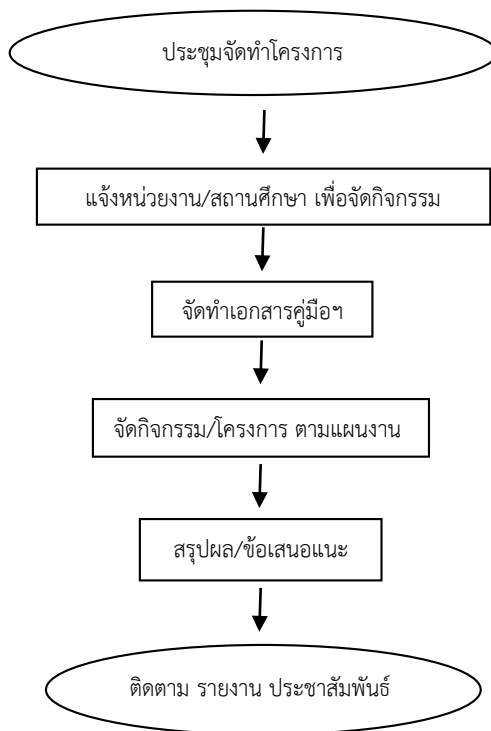 ประชุมจัดทำโครงการ
แจ้งหน่วยงาน/สถานศึกษา เพื่อจัดกิจกรรม
จัดทำเอกสารคู่มือฯ
จัดกิจกรรม/โครงการ ตามแผนงาน
สรุปผล/ข้อเสนอแนะ
ติดตาม รายงาน ประชาสัมพันธ์